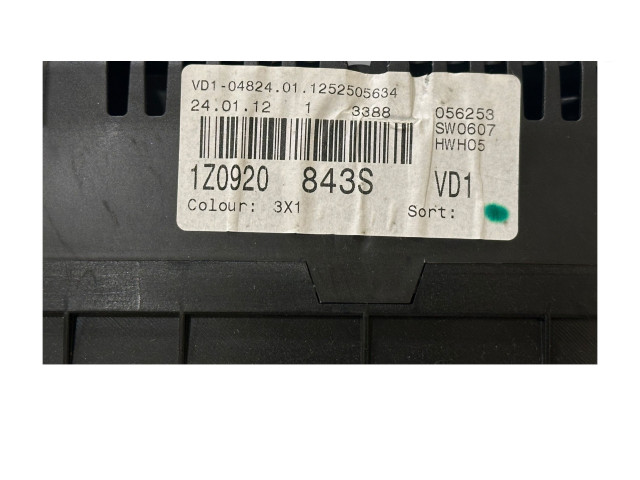 VD1-04824.01.1252505634
24.01.12 1 3388 056253
SW0607
HWH05
1Z0920 843S VD1
Colour: 3X1 Sort: